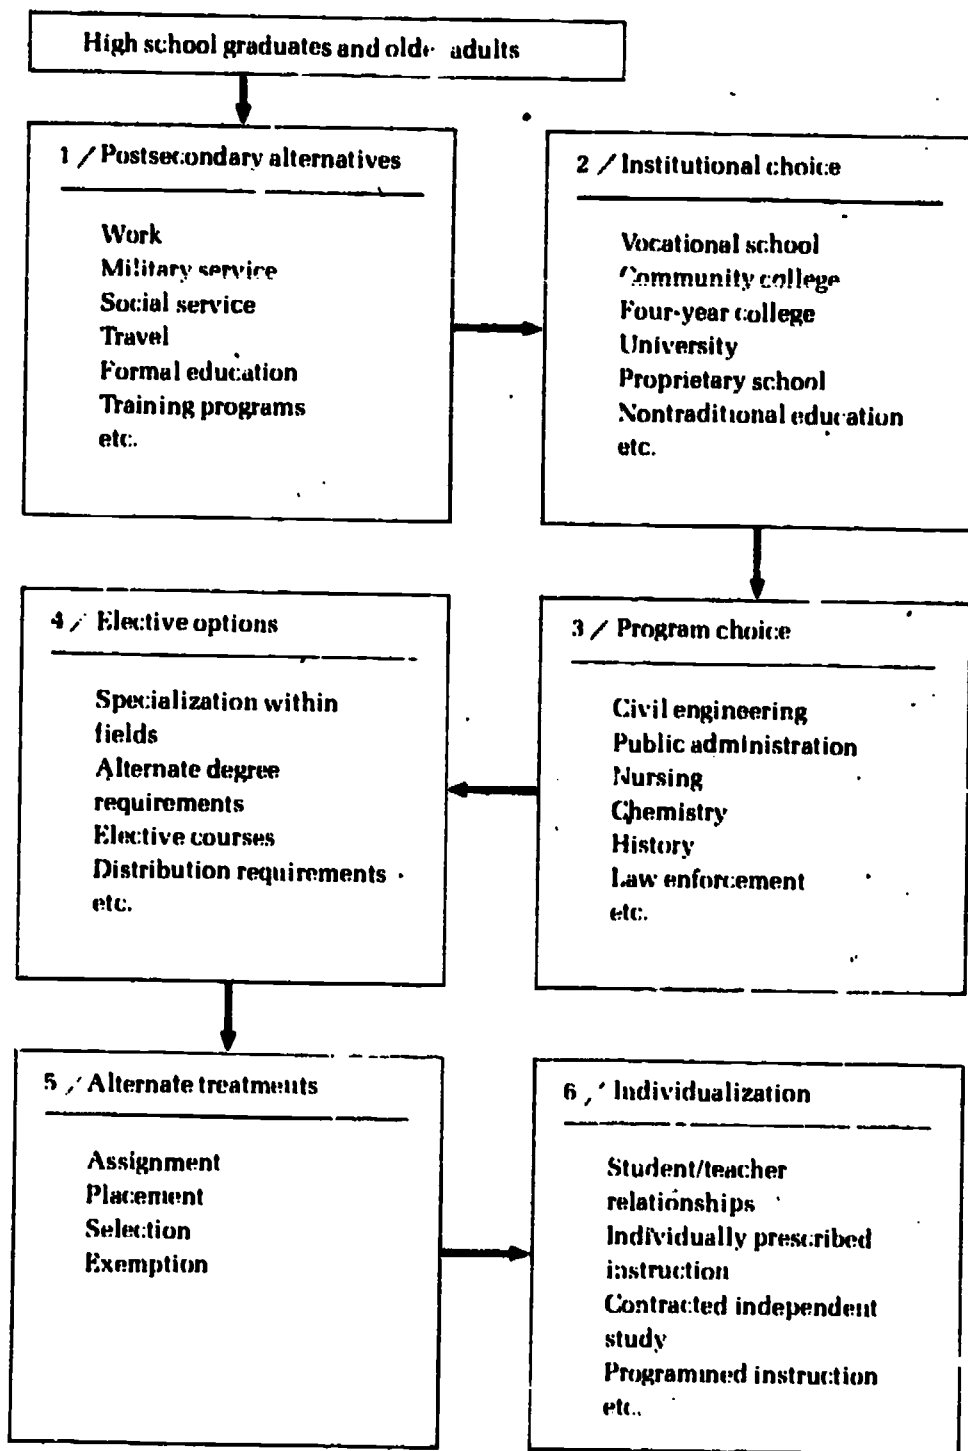 High school graduates and older adults
1 / Postsecondary alternatives
Work
Military service
Social service
Travel
Formal education
Training programs
etc.
2 / Institutional choice
Vocational school
Community college
Four-year college
University
Proprietary school
Nontraditional education
etc.
3 / Program choice
Civil engineering
Public administration
Nursing
Chemistry
History
Law enforcement
etc.
4 / Elective options
Specialization within
fields
Alternate degree
requirements
Elective courses
Distribution requirements
etc.
5 / Alternate treatments
Assignment
Placement
Selection
Exemption
6 / Individualization
Student/teacher
relationships
Individually prescribed
instruction
Contracted independent
study
Programmed instruction
etc.